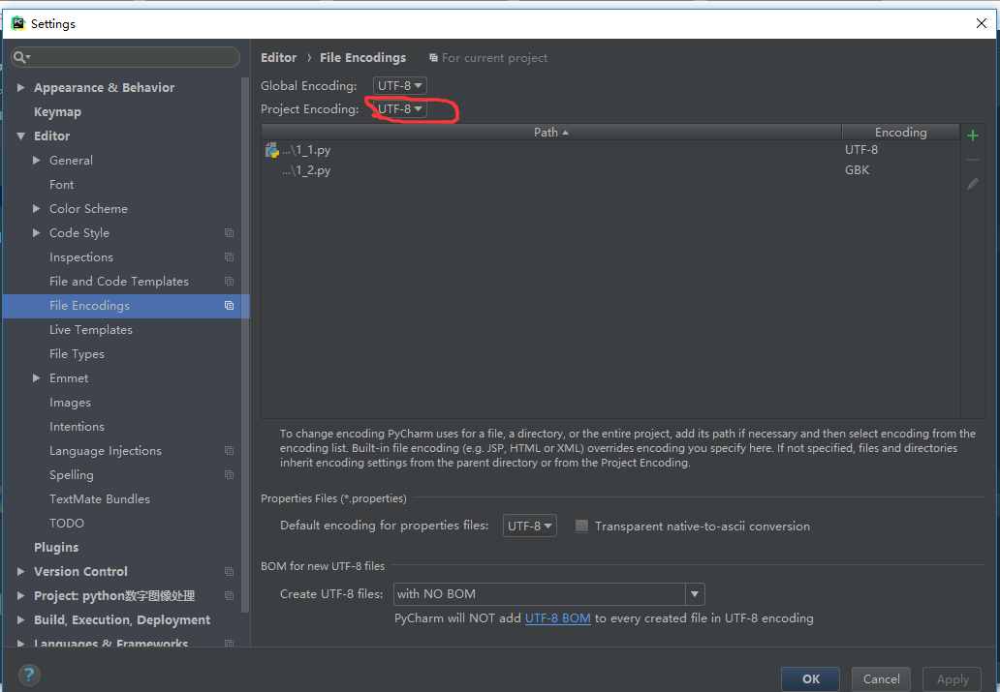 Settings
Appearance & Behavior
Keymap
Editor
General
Font
Color Scheme
Code Style
Inspections
File and Code Templates
File Encodings
Live Templates
File Types
Emmet
Images
Intentions
Language Injections
Spelling
TextMate Bundles
TODO
Plugins
Version Control
Project: python数字图像处理
Build, Execution, Deployment
Languages & Frameworks
Editor › File Encodings For current project
Global Encoding: UTF-8
Project Encoding: UTF-8
Path Encoding
...\1_1.py UTF-8
...\1_2.py GBK
To change encoding PyCharm uses for a file, a directory, or the entire project, add its path if necessary and then select encoding from the
encoding list. Built-in file encoding (e.g. JSP, HTML or XML) overrides encoding you specify here. If not specified, files and directories
inherit encoding settings from the parent directory or from the Project Encoding.
Properties Files (*.properties)
Default encoding for properties files: UTF-8 Transparent native-to-ascii conversion
BOM for new UTF-8 files
Create UTF-8 files: with NO BOM
PyCharm will NOT add UTF-8 BOM to every created file in UTF-8 encoding
? OK Cancel Apply